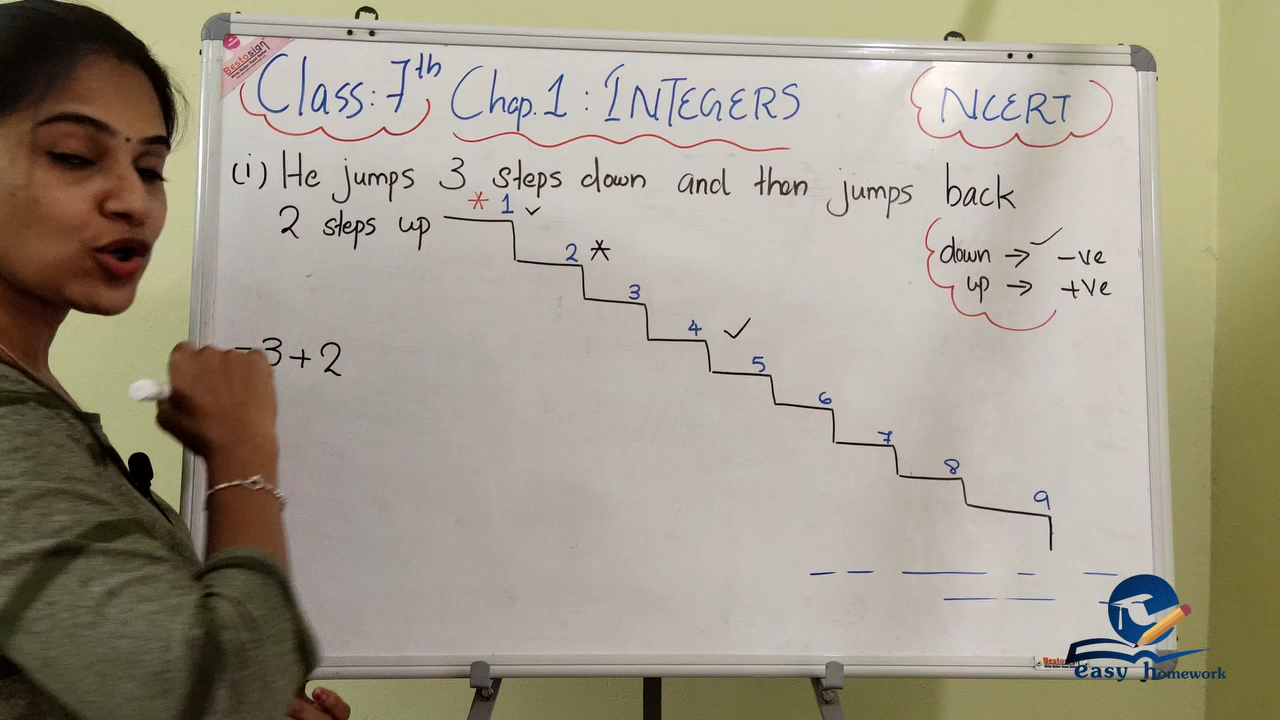 Bestosign
Class: 7th Chap. 1 : INTEGERS
NCERT
(i) He jumps 3 steps down and then jumps back
2 steps up
* 1 ✓
2 *
3
4 ✓
5
6
7
8
9
down → ✓ -ve
up → +ve
-3+2
easy homework